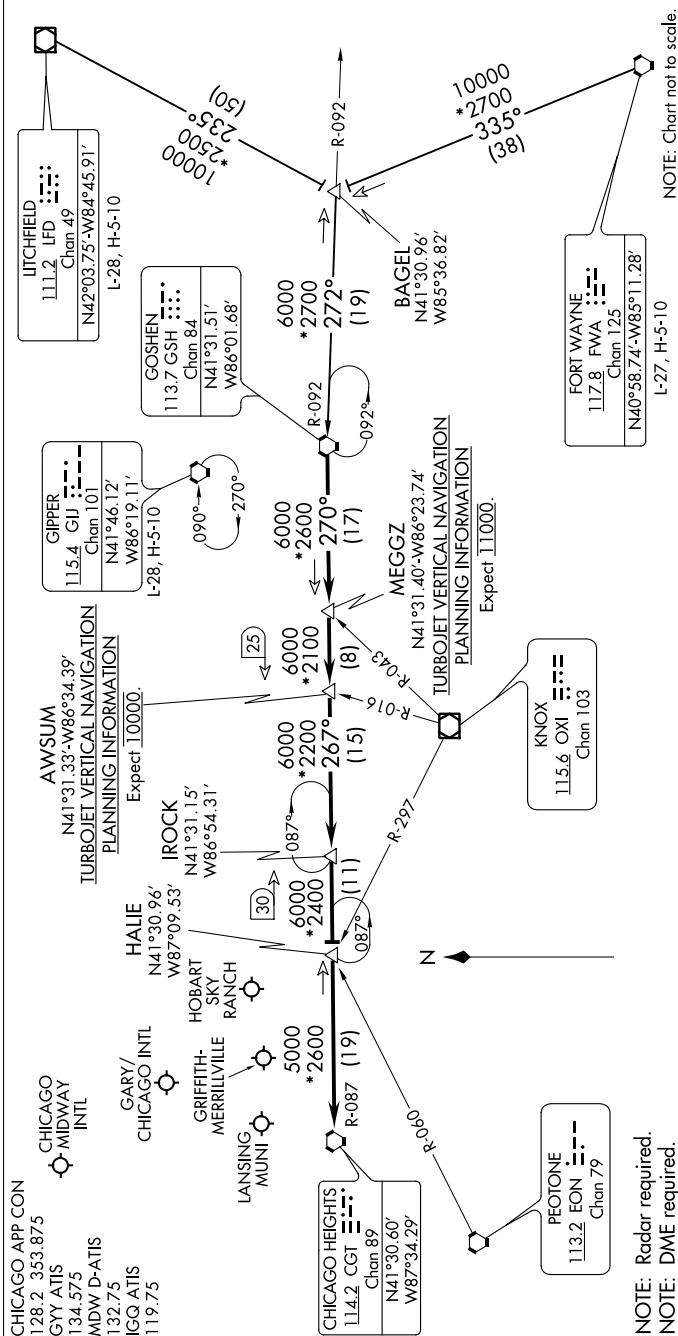 CHICAGO APP CON
128.2 353.875
GYY ATIS
134.575
MDW D-ATIS
132.75
IGQ ATIS
119.75
CHICAGO
MIDWAY
INTL
GARY/
CHICAGO INTL
GRIFFITH-
MERRILLVILLE
LANSING
MUNI
HOBART
SKY
RANCH
HALIE
N41°30.96'
W87°09.53'
IROCK
N41°31.15'
W86°54.31'
AWSUM
N41°31.33'-W86°34.39'
TURBOJET VERTICAL NAVIGATION
PLANNING INFORMATION
Expect 10000.
GIPPER
115.4 GIJ
Chan 101
N41°46.12'
W86°19.11'
L-28, H-5-10
090°
270°
GOSHEN
113.7 GSH
Chan 84
N41°31.51'
W86°01.68'
LITCHFIELD
111.2 LFD
Chan 49
N42°03.75'-W84°45.91'
L-28, H-5-10
10000
*2500
235°
(50)
R-092
6000
*2700
272°
(19)
R-092
092°
BAGEL
N41°30.96'
W85°36.82'
10000
*2700
335°
(38)
6000
*2600
270°
(17)
MEGGZ
N41°31.40'-W86°23.74'
TURBOJET VERTICAL NAVIGATION
PLANNING INFORMATION
Expect 11000.
25
6000
*2100
(8)
R-043
R-016
6000
*2200
267°
(15)
087°
30
6000
*2400
(11)
087°
R-297
5000
*2600
(19)
R-087
CHICAGO HEIGHTS
114.2 CGT
Chan 89
N41°30.60'
W87°34.29'
R-060
N
PEOTONE
113.2 EON
Chan 79
KNOX
115.6 OXI
Chan 103
FORT WAYNE
117.8 FWA
Chan 125
N40°58.74'-W85°11.28'
L-27, H-5-10
NOTE: Radar required.
NOTE: DME required.
NOTE: Chart not to scale.